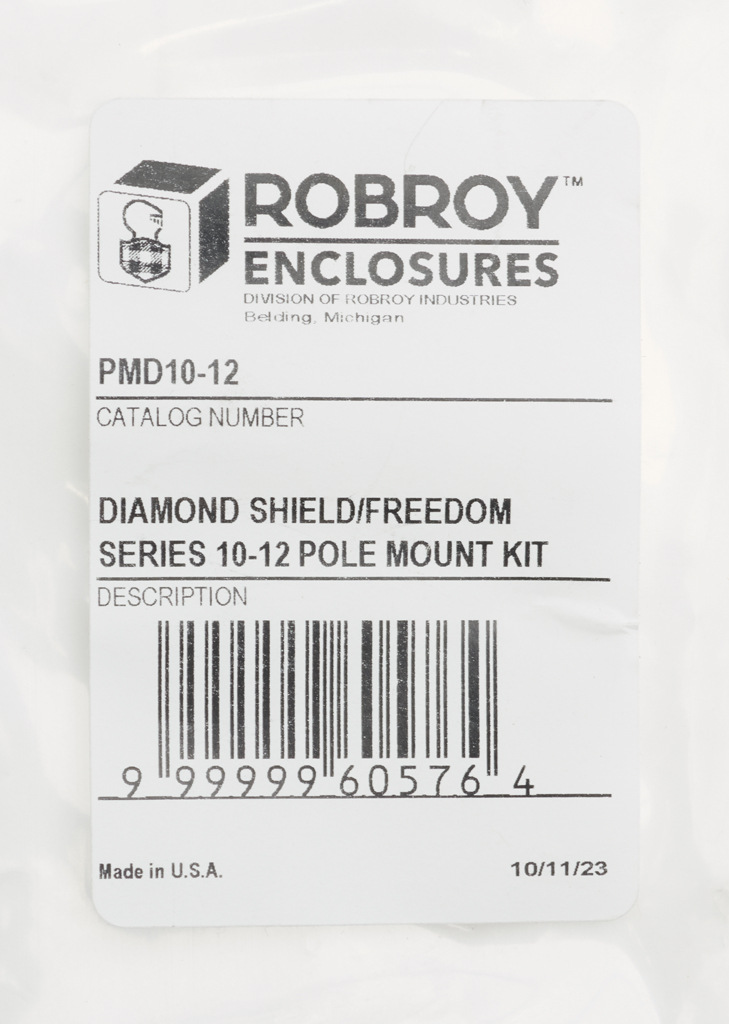 ROBROY™
ENCLOSURES
DIVISION OF ROBROY INDUSTRIES
Belding, Michigan
PMD10-12
CATALOG NUMBER
DIAMOND SHIELD/FREEDOM
SERIES 10-12 POLE MOUNT KIT
DESCRIPTION
9 99999 60576 4
Made in U.S.A. 10/11/23